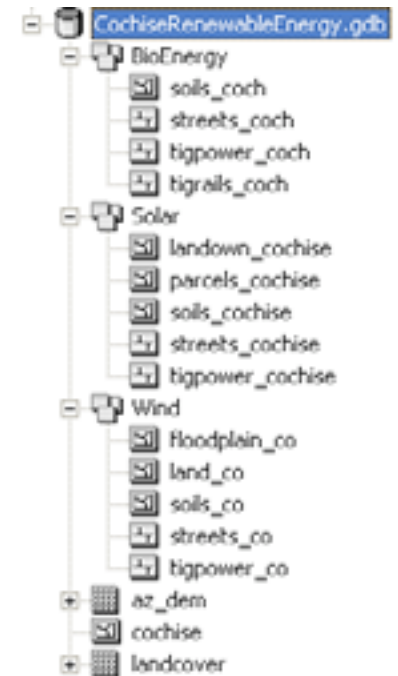 CochiseRenewableEnergy.gdb
BioEnergy
soils_coch
streets_coch
tigpower_coch
tigrails_coch
Solar
landown_cochise
parcels_cochise
soils_cochise
streets_cochise
tigpower_cochise
Wind
floodplain_co
land_co
soils_co
streets_co
tigpower_co
az_dem
cochise
landcover